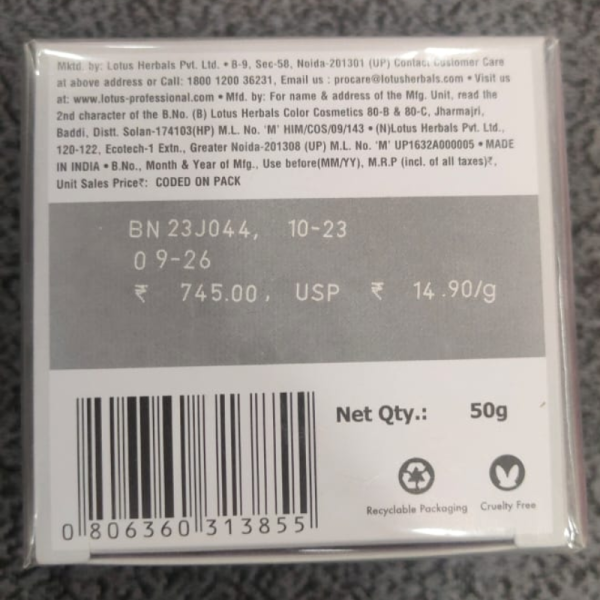 Mktd. by: Lotus Herbals Pvt. Ltd. • B-9, Sec-58, Noida-201301 (UP) Contact Customer Care
at above address or Call: 1800 1200 36231, Email us : procare@lotusherbals.com • Visit us
at: www.lotus-professional.com • Mfd. by: For name & address of the Mfg. Unit, read the
2nd character of the B.No. (B) Lotus Herbals Color Cosmetics 80-B & 80-C, Jharmajri,
Baddi, Distt. Solan-174103(HP) M.L. No. 'M' HIM/COS/09/143 • (N)Lotus Herbals Pvt. Ltd.,
120-122, Ecotech-1 Extn., Greater Noida-201308 (UP) M.L. No. 'M' UP1632A000005 • MADE
IN INDIA • B.No., Month & Year of Mfg., Use before(MM/YY), M.R.P (incl. of all taxes)₹,
Unit Sales Price₹: CODED ON PACK
BN 23J044, 10-23
09-26
₹ 745.00, USP ₹ 14.90/g
Net Qty.: 50g
Recyclable Packaging Cruelty Free
0 806360 313855